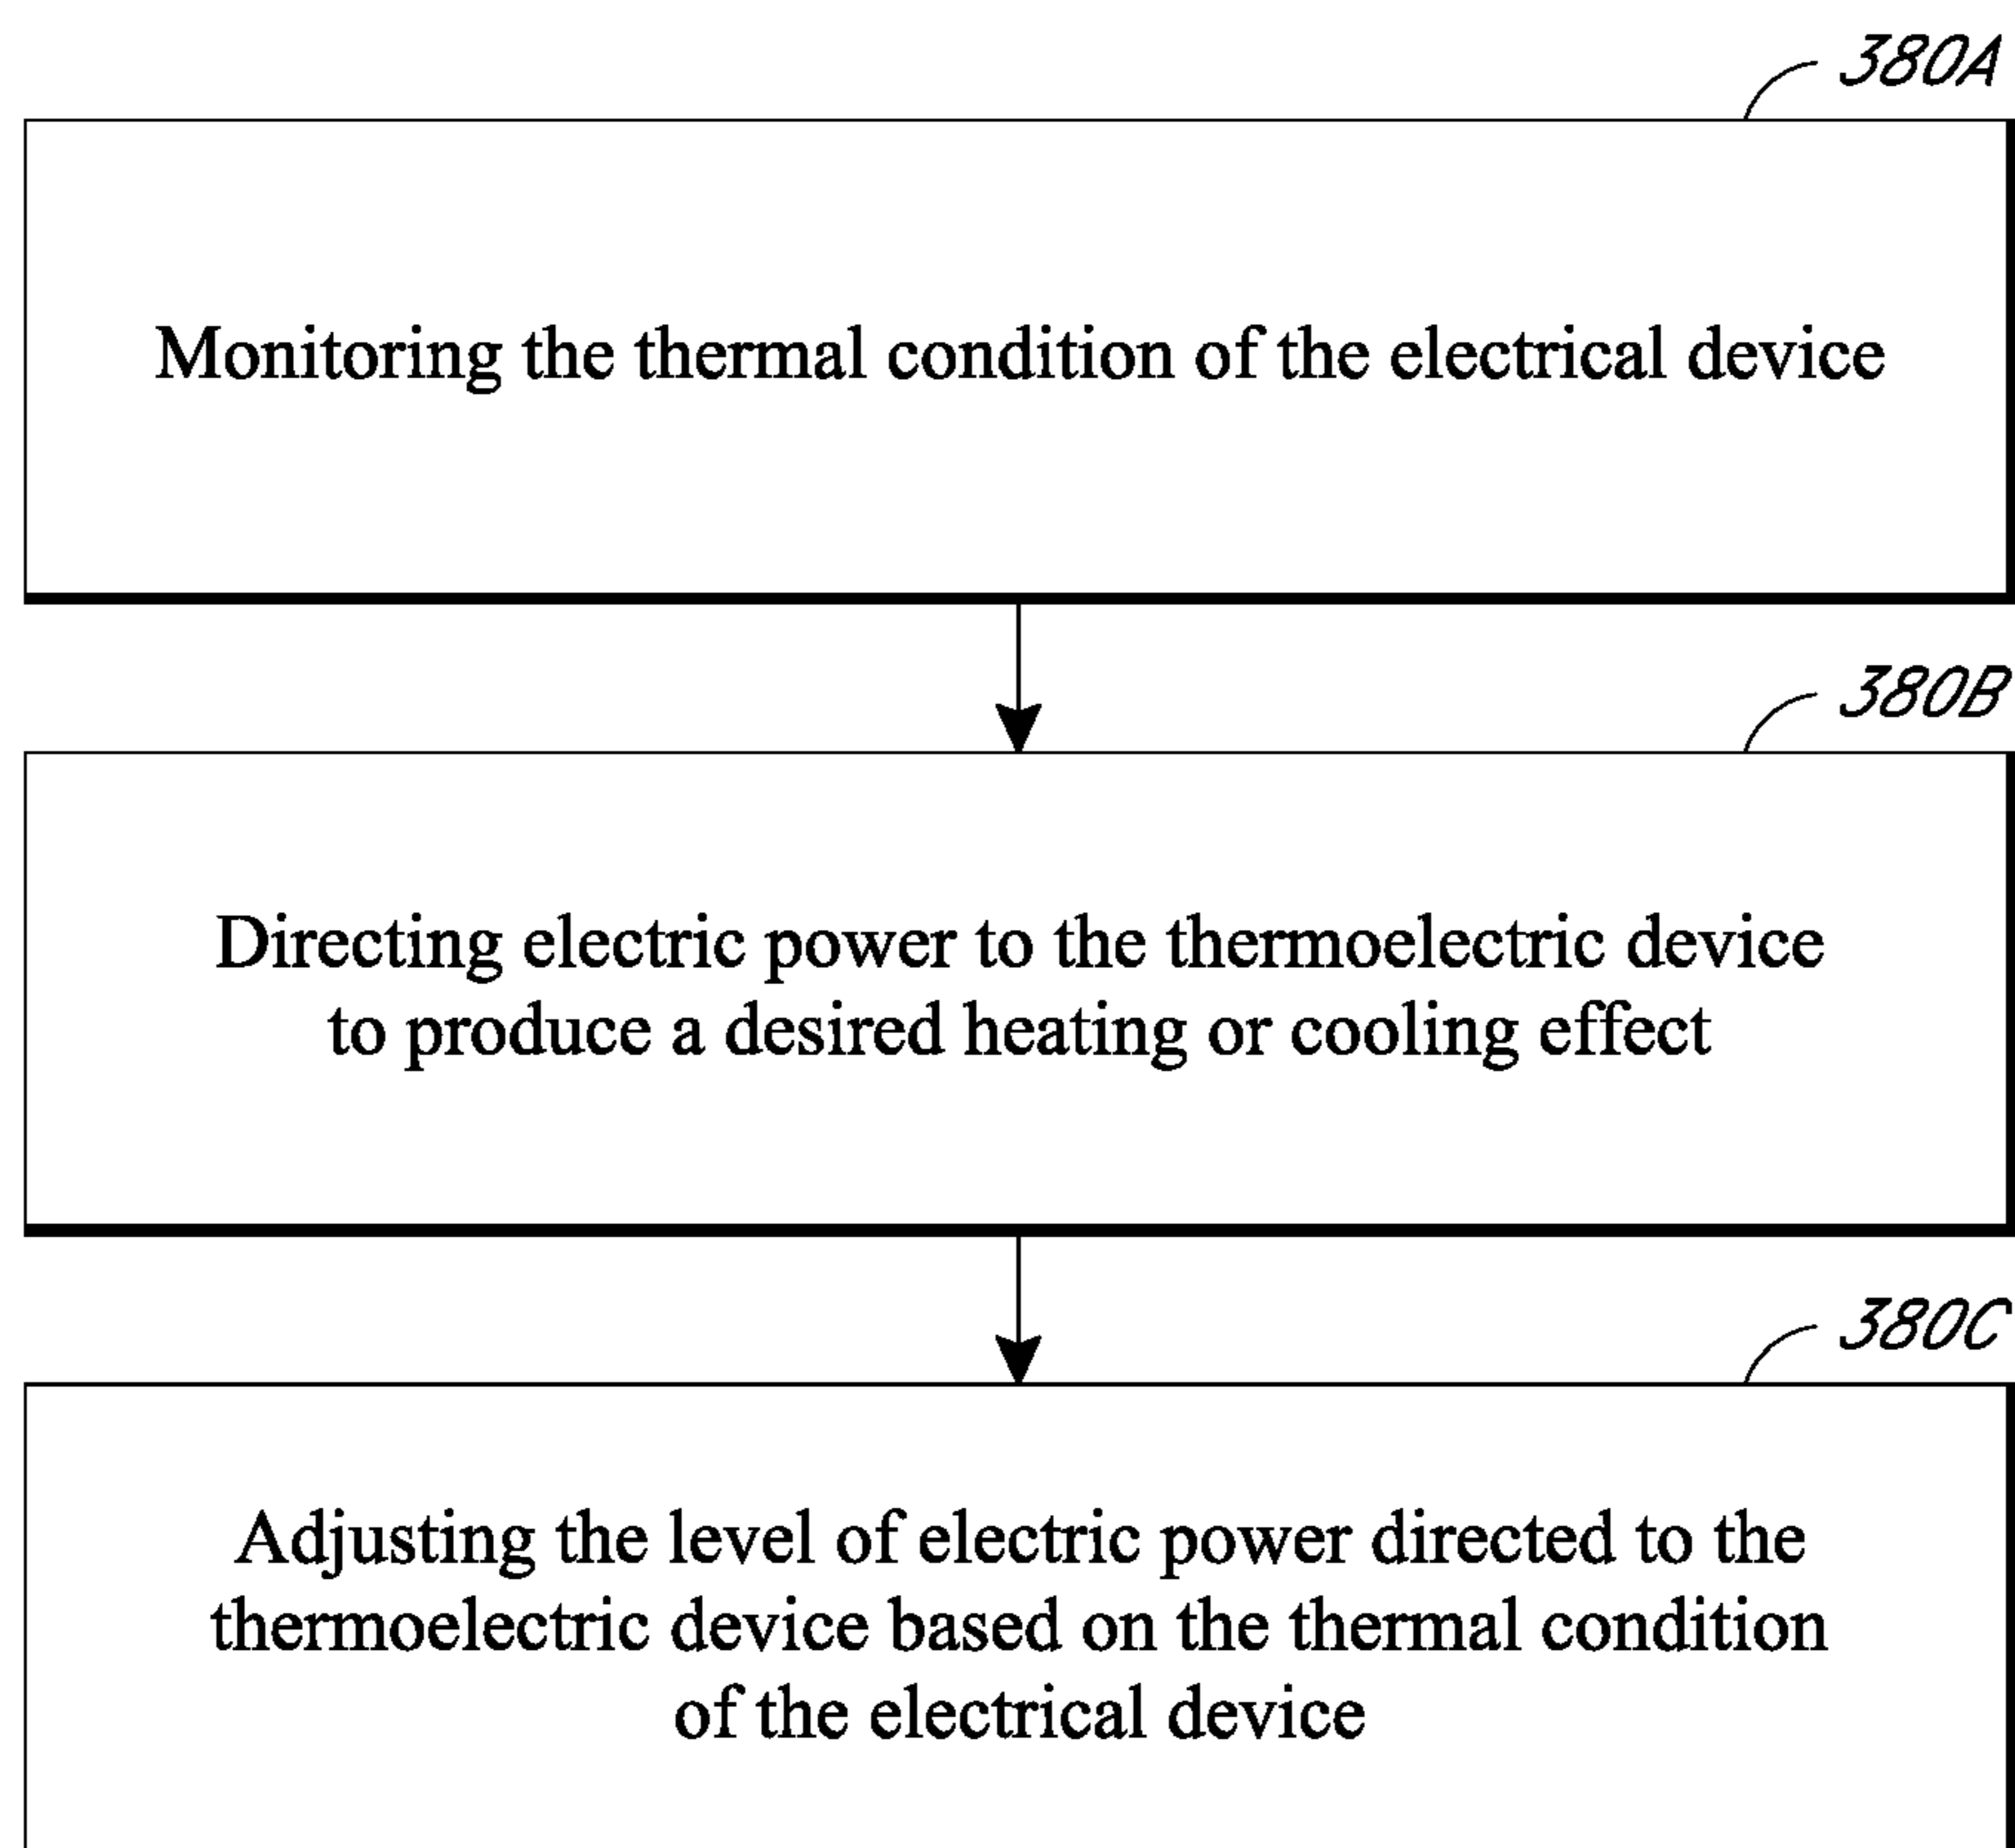 380A
Monitoring the thermal condition of the electrical device
380B
Directing electric power to the thermoelectric device
to produce a desired heating or cooling effect
380C
Adjusting the level of electric power directed to the
thermoelectric device based on the thermal condition
of the electrical device